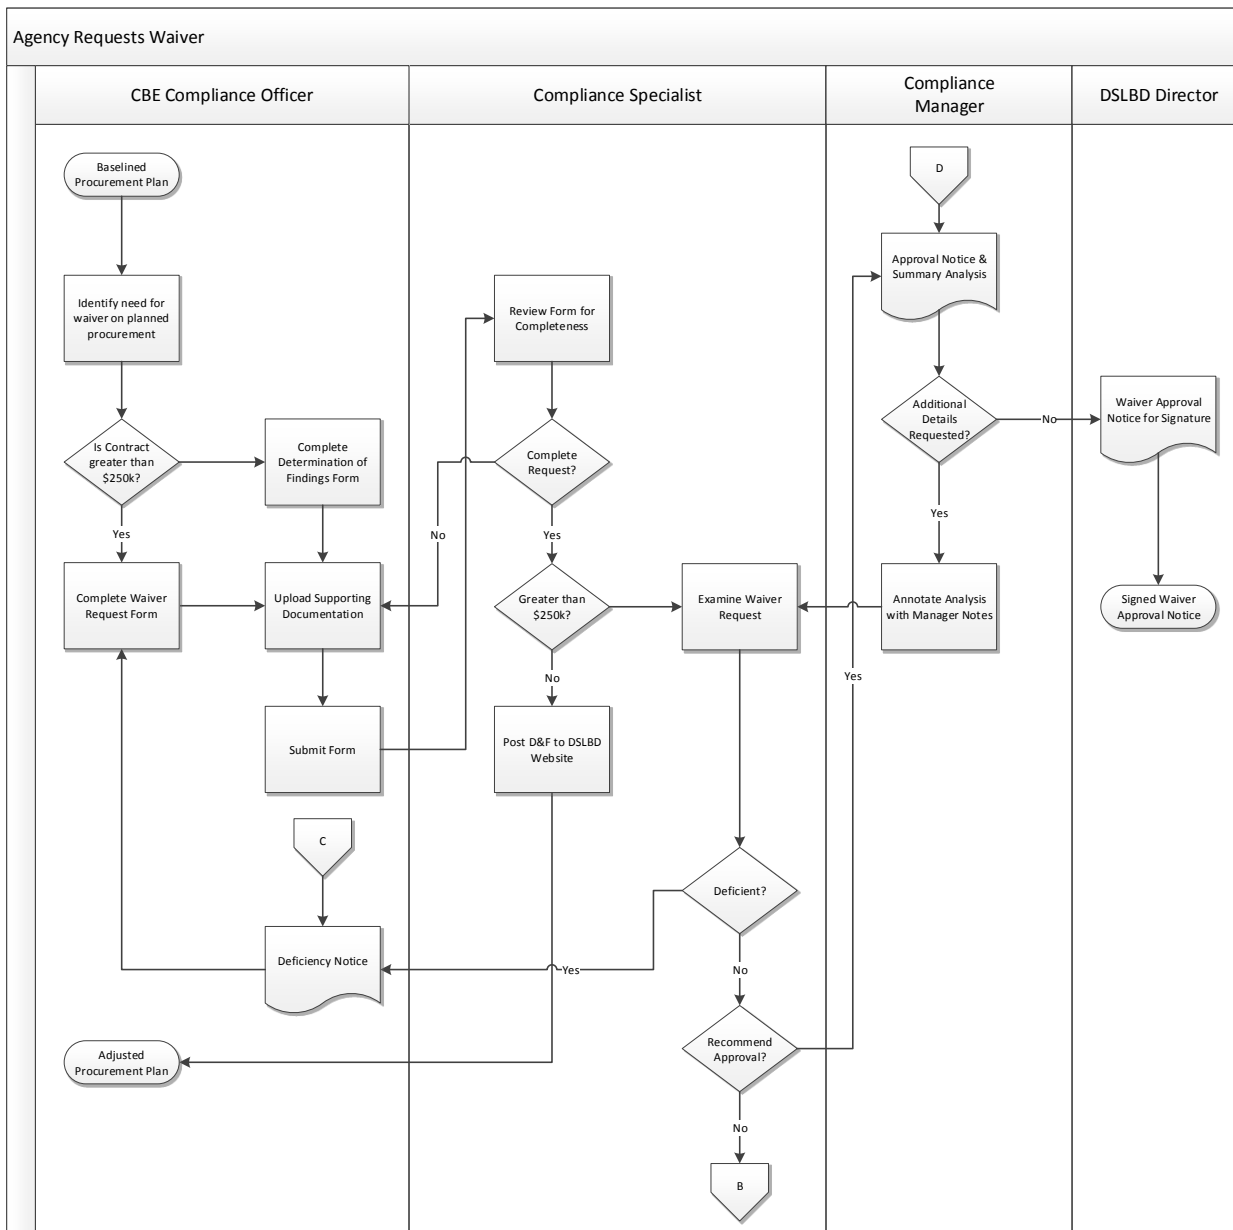 Agency Requests Waiver
CBE Compliance Officer
Compliance Specialist
Compliance
Manager
DSLBD Director
Baselined
Procurement Plan
Identify need for
waiver on planned
procurement
Is Contract
greater than
$250k?
Yes
Complete
Determination of
Findings Form
Complete Waiver
Request Form
Upload Supporting
Documentation
Submit Form
C
Deficiency Notice
Adjusted
Procurement Plan
Review Form for
Completeness
Complete
Request?
No
Yes
Greater than
$250k?
No
Post D&F to DSLBD
Website
Examine Waiver
Request
Deficient?
Yes
No
Recommend
Approval?
Yes
No
B
D
Approval Notice &
Summary Analysis
Additional
Details
Requested?
No
Yes
Annotate Analysis
with Manager Notes
Waiver Approval
Notice for Signature
Signed Waiver
Approval Notice